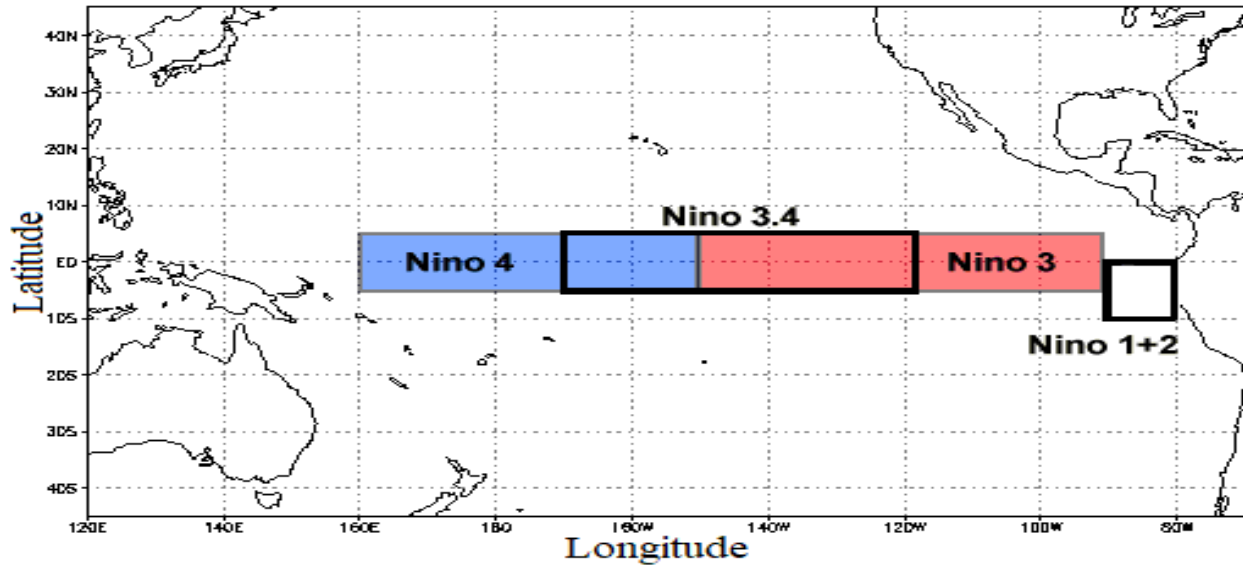 40N
30N
20N
10N
Nino 3.4
Latitude
EQ
Nino 4
Nino 3
10S
Nino 1+2
20S
30S
40S
120E 140E 160E 180 160W 140W 120W 100W 80W
Longitude